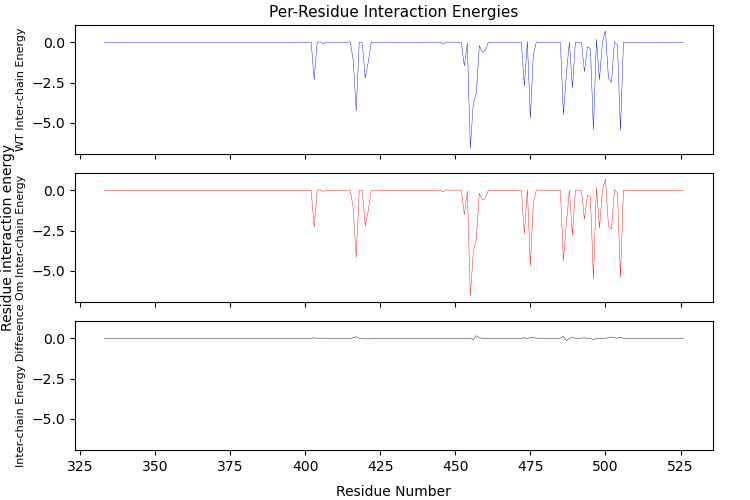 Per-Residue Interaction Energies
WT Inter-chain Energy
0.0
−2.5
−5.0
Residue interaction energy
Om Inter-chain Energy
0.0
−2.5
−5.0
Inter-chain Energy Difference
0.0
−2.5
−5.0
325 350 375 400 425 450 475 500 525
Residue Number